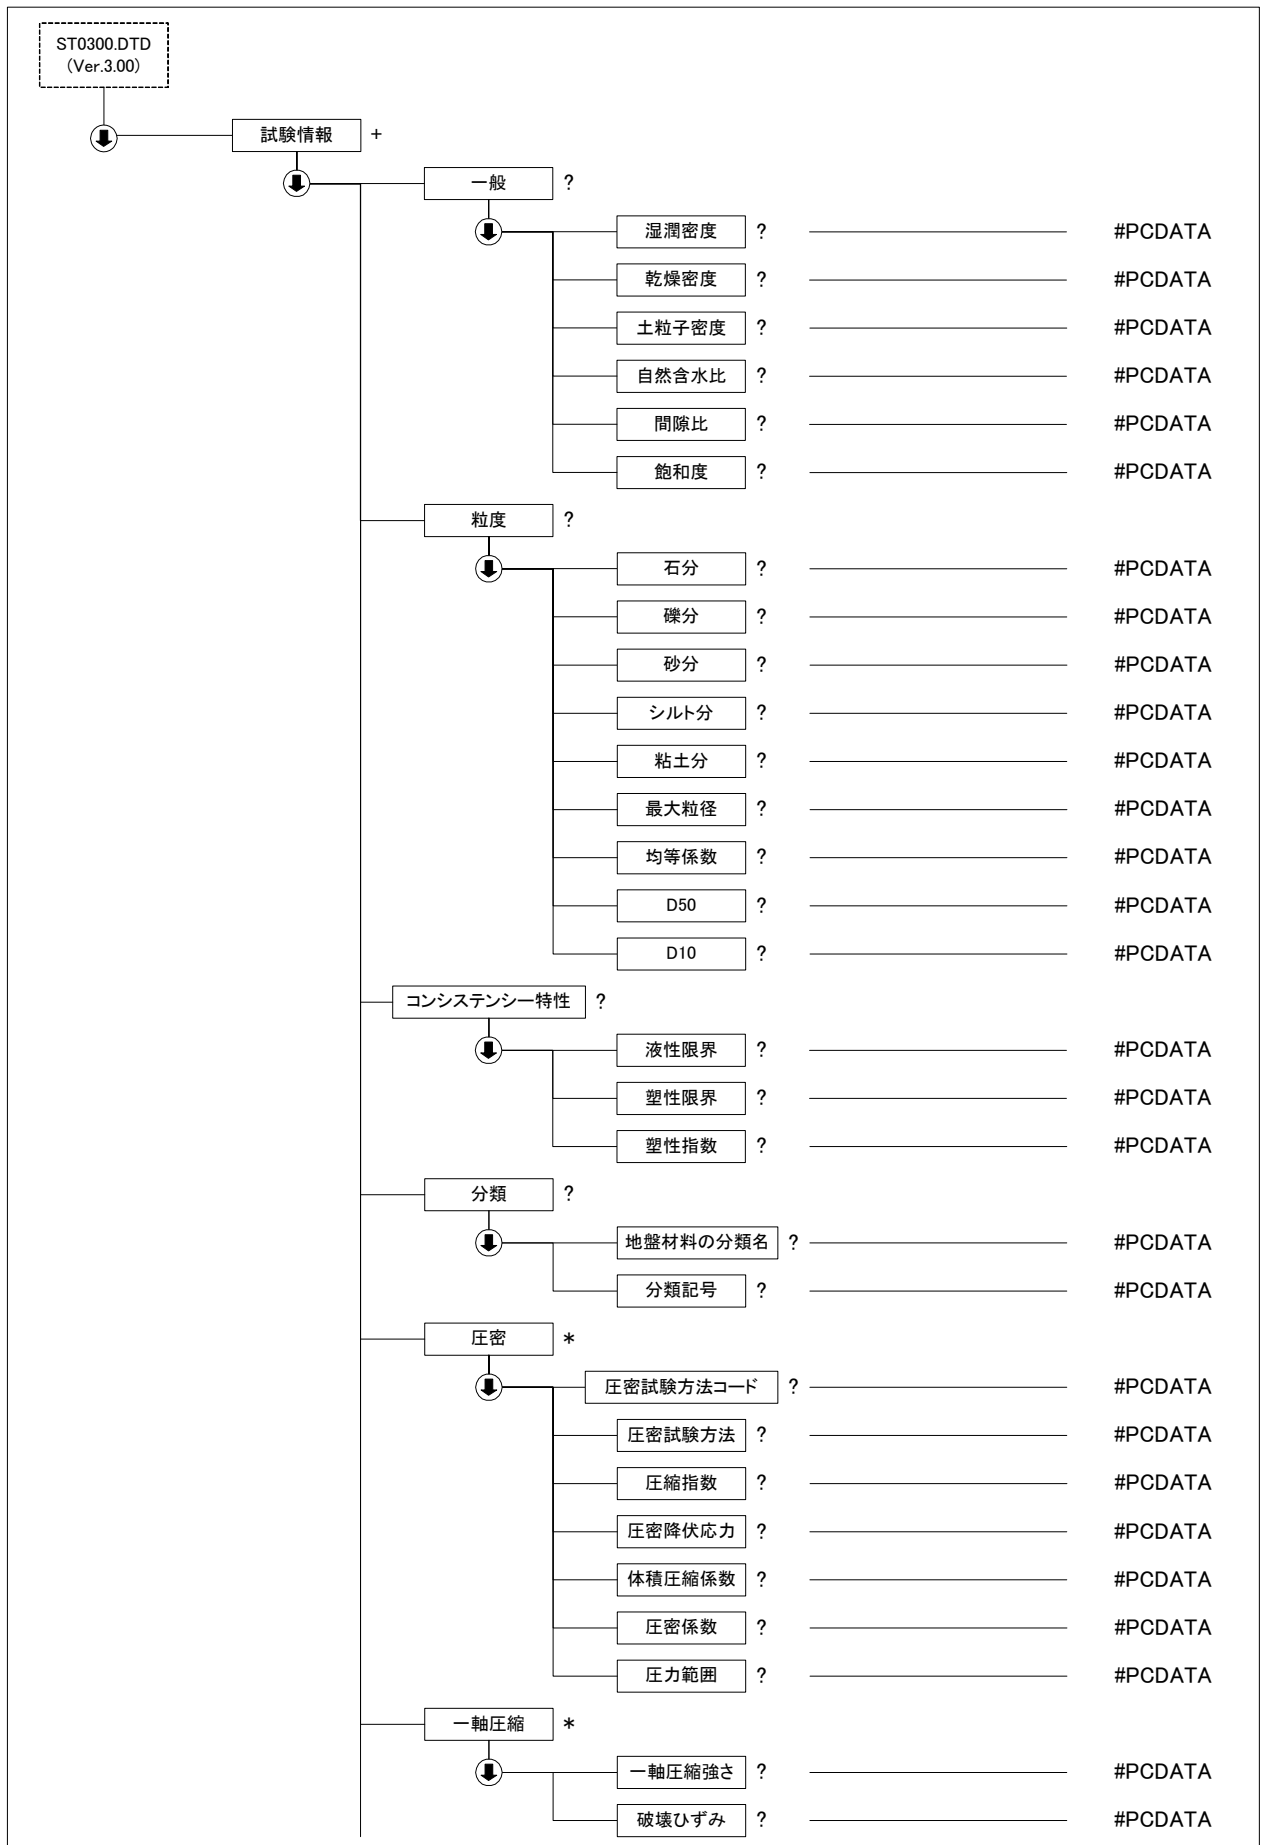 ST0300.DTD
(Ver.3.00)
試験情報 +
一般 ?
湿潤密度 ? #PCDATA
乾燥密度 ? #PCDATA
土粒子密度 ? #PCDATA
自然含水比 ? #PCDATA
間隙比 ? #PCDATA
飽和度 ? #PCDATA
粒度 ?
石分 ? #PCDATA
礫分 ? #PCDATA
砂分 ? #PCDATA
シルト分 ? #PCDATA
粘土分 ? #PCDATA
最大粒径 ? #PCDATA
均等係数 ? #PCDATA
D50 ? #PCDATA
D10 ? #PCDATA
コンシステンシー特性 ?
液性限界 ? #PCDATA
塑性限界 ? #PCDATA
塑性指数 ? #PCDATA
分類 ?
地盤材料の分類名 ? #PCDATA
分類記号 ? #PCDATA
圧密 *
圧密試験方法コード ? #PCDATA
圧密試験方法 ? #PCDATA
圧縮指数 ? #PCDATA
圧密降伏応力 ? #PCDATA
体積圧縮係数 ? #PCDATA
圧密係数 ? #PCDATA
圧力範囲 ? #PCDATA
一軸圧縮 *
一軸圧縮強さ ? #PCDATA
破壊ひずみ ? #PCDATA